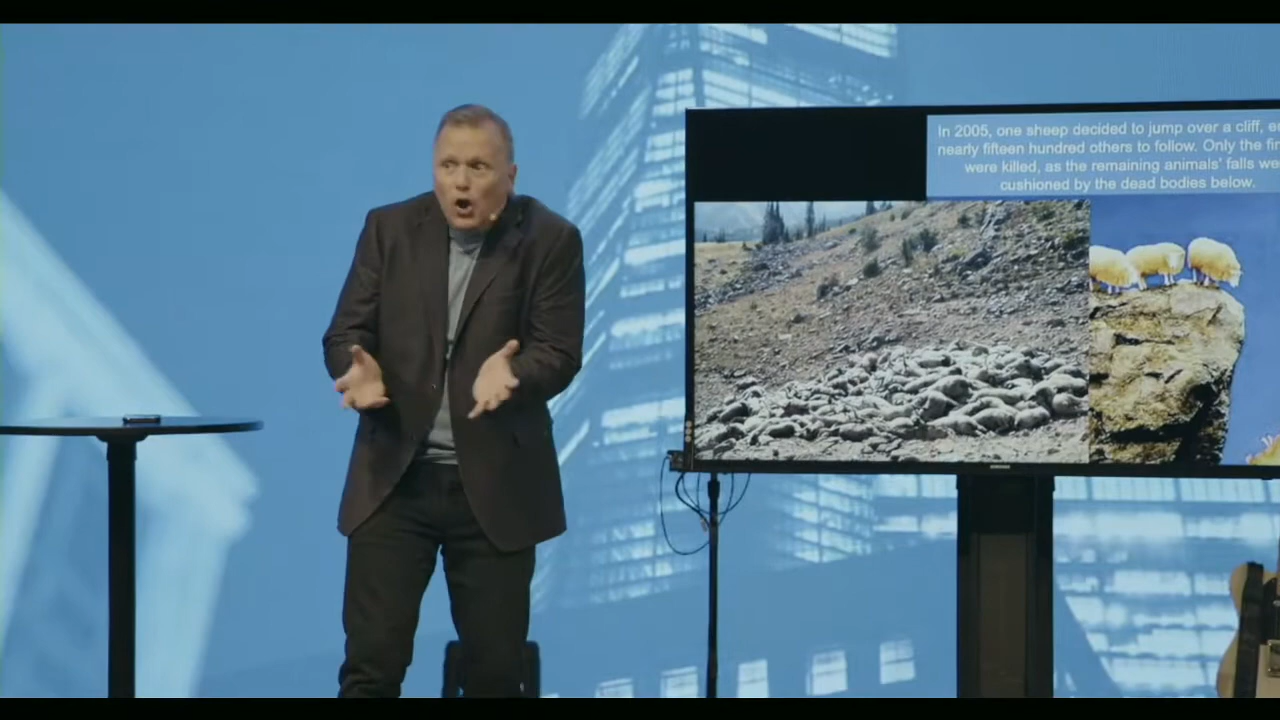 In 2005, one sheep decided to jump over a cliff,
nearly fifteen hundred others to follow. Only the
were killed, as the remaining animals' falls
cushioned by the dead bodies below.
SAMSUNG